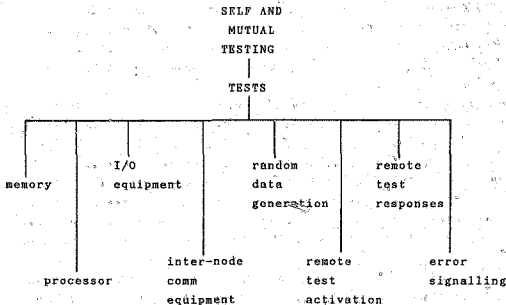 SELF AND
MUTUAL
TESTING
TESTS
memory
I/O
equipment
random
data
generation
remote
test
responses
processor
inter-node
comm
equipment
remote
test
activation
error
signalling